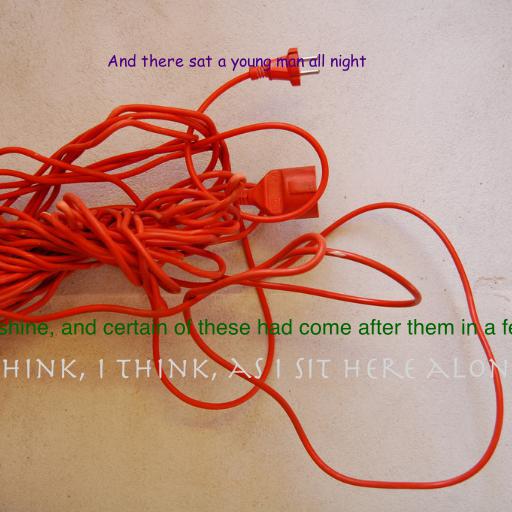 And there sat a young man all night
shine, and certain of these had come after them in a fe
HINK, I THINK, AS I SIT HERE ALON